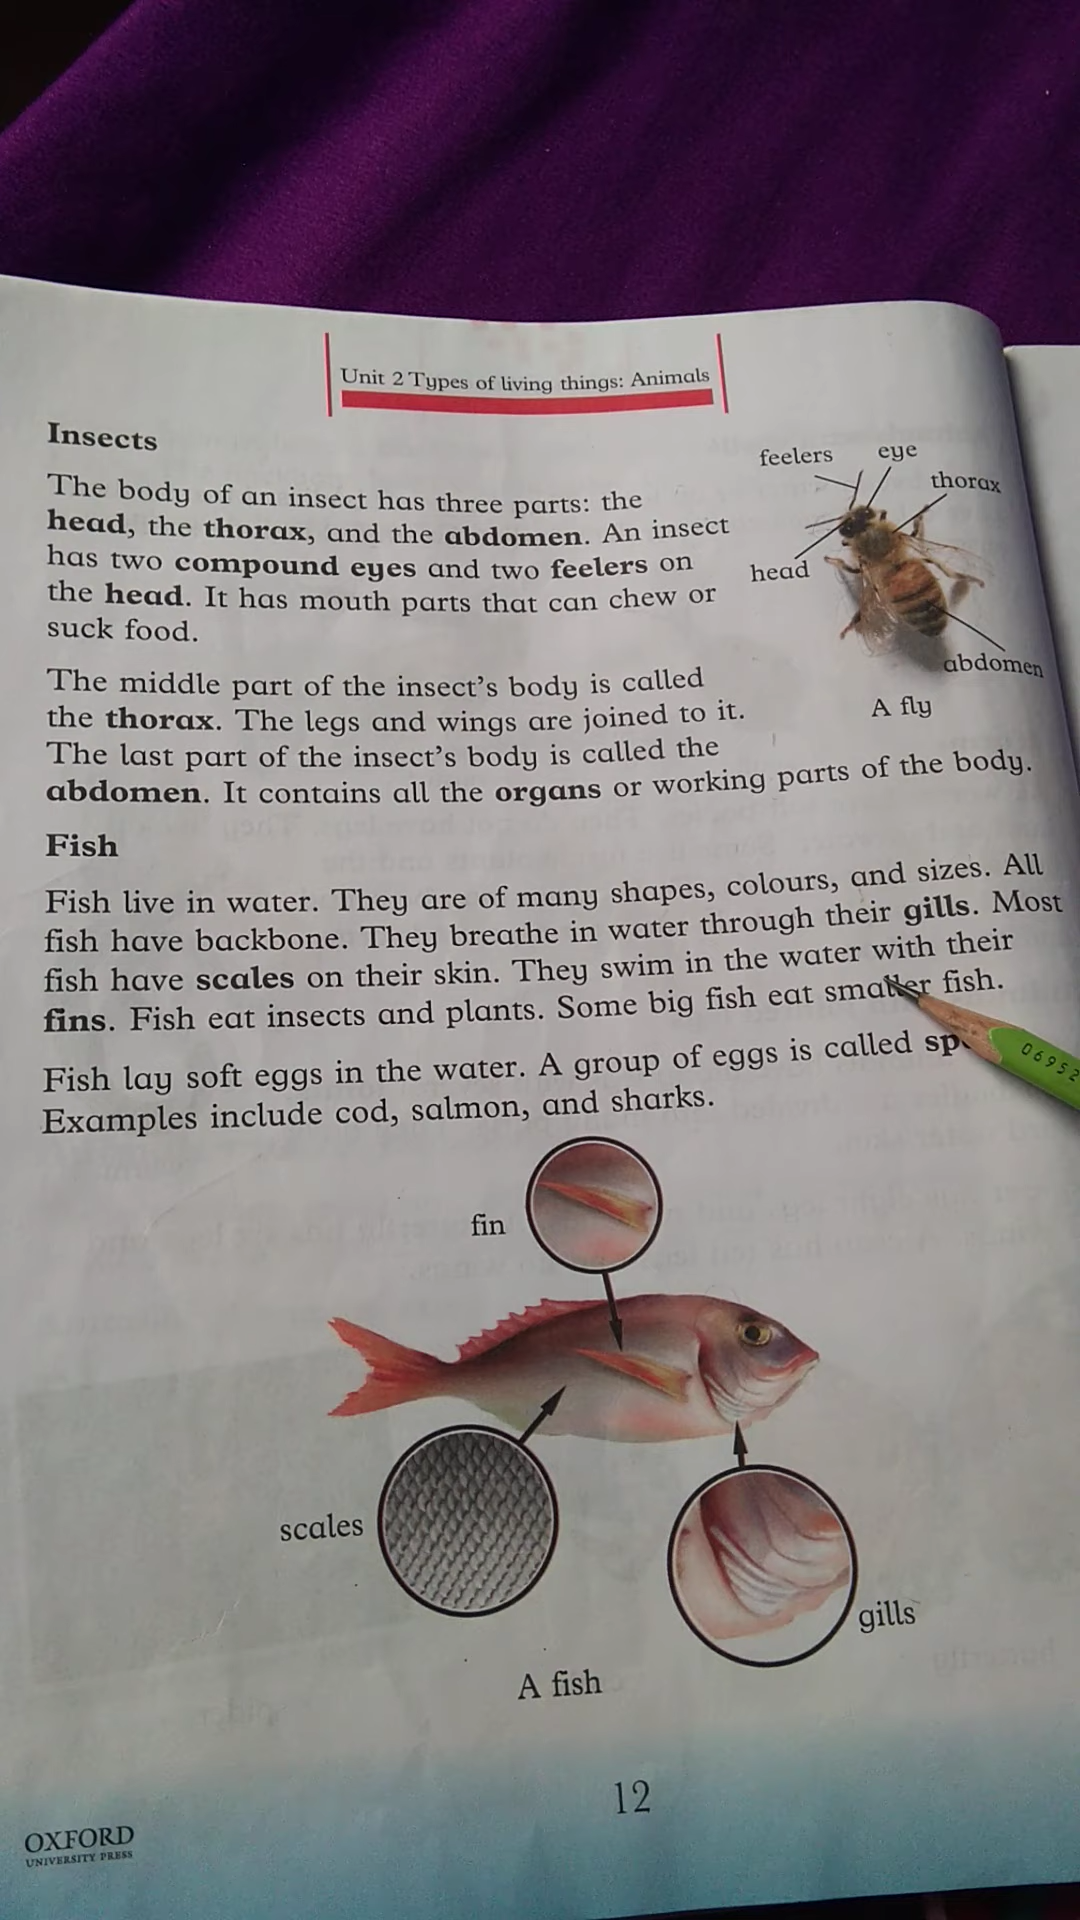 Unit 2 Types of living things: Animals
Insects
The body of an insect has three parts: the
head, the thorax, and the abdomen. An insect
has two compound eyes and two feelers on
the head. It has mouth parts that can chew or
suck food.
feelers
eye
thorax
head
abdomen
A fly
The middle part of the insect's body is called
the thorax. The legs and wings are joined to it.
The last part of the insect's body is called the
abdomen. It contains all the organs or working parts of the body.
Fish
Fish live in water. They are of many shapes, colours, and sizes. All
fish have backbone. They breathe in water through their gills. Most
fish have scales on their skin. They swim in the water with their
fins. Fish eat insects and plants. Some big fish eat smaller fish.
06952
Fish lay soft eggs in the water. A group of eggs is called
Examples include cod, salmon, and sharks.
fin
scales
gills
A fish
12
OXFORD
UNIVERSITY PRESS